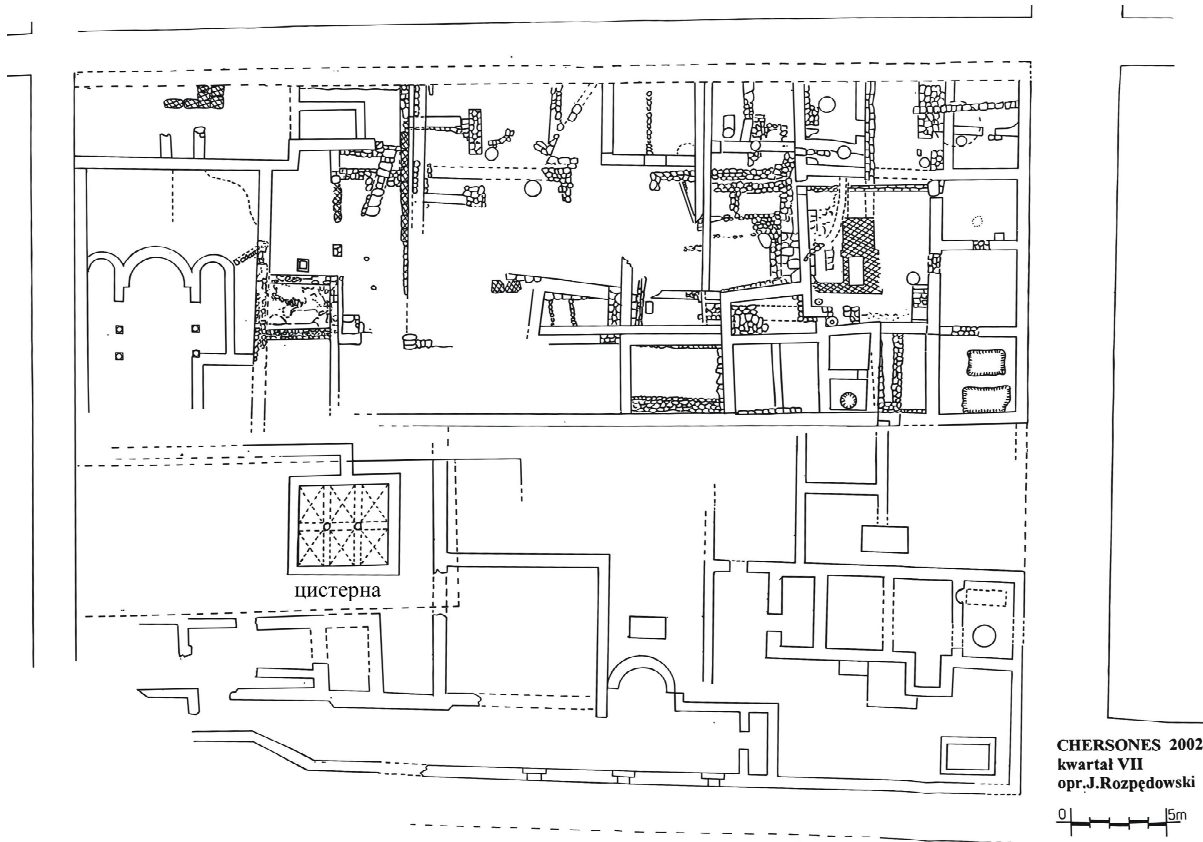 цистерна
CHERSONES 2002
kwartał VII
opr.J.Rozpędowski
0 5m